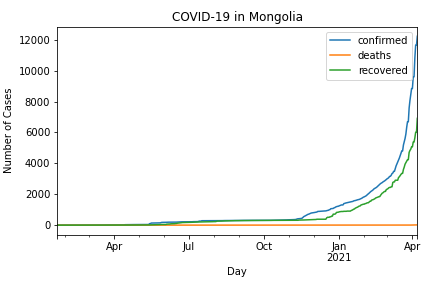 COVID-19 in Mongolia
confirmed
deaths
recovered
12000
10000
8000
6000
4000
2000
0
Number of Cases
Apr
Jul
Oct
Jan
2021
Apr
Day